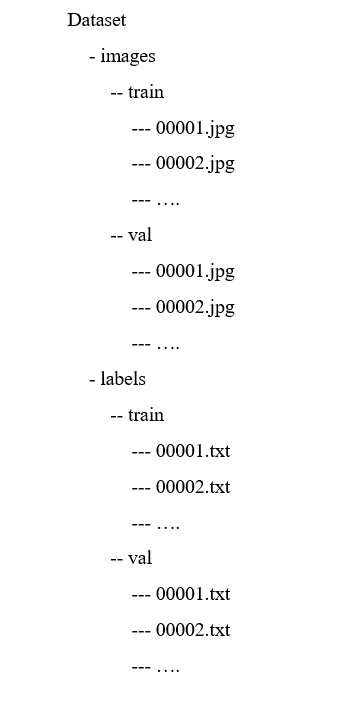 Dataset
- images
-- train
--- 00001.jpg
--- 00002.jpg
--- ….
-- val
--- 00001.jpg
--- 00002.jpg
--- ….
- labels
-- train
--- 00001.txt
--- 00002.txt
--- ….
-- val
--- 00001.txt
--- 00002.txt
--- ….